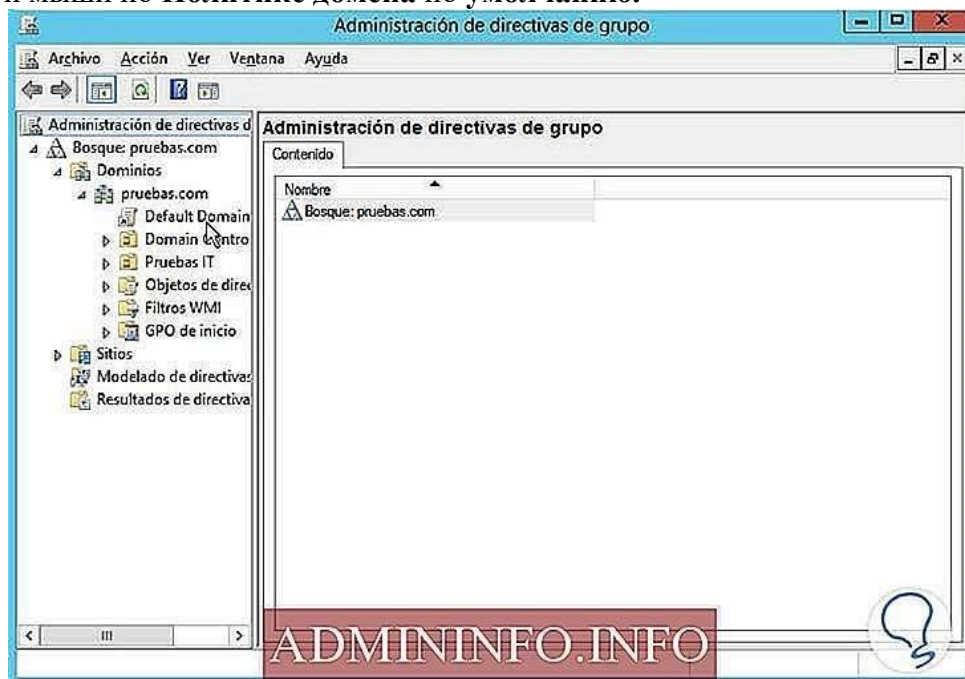 и мыши по Политике домена по умолчанию.
Administración de directivas de grupo
Archivo Acción Ver Ventana Ayuda
Administración de directivas d
Bosque: pruebas.com
Dominios
pruebas.com
Default Domain
Domain Contro
Pruebas IT
Objetos de direc
Filtros WMI
GPO de inicio
Sitios
Modelado de directivas
Resultados de directiva
Administración de directivas de grupo
Contenido
Nombre
Bosque: pruebas.com
ADMININFO.INFO